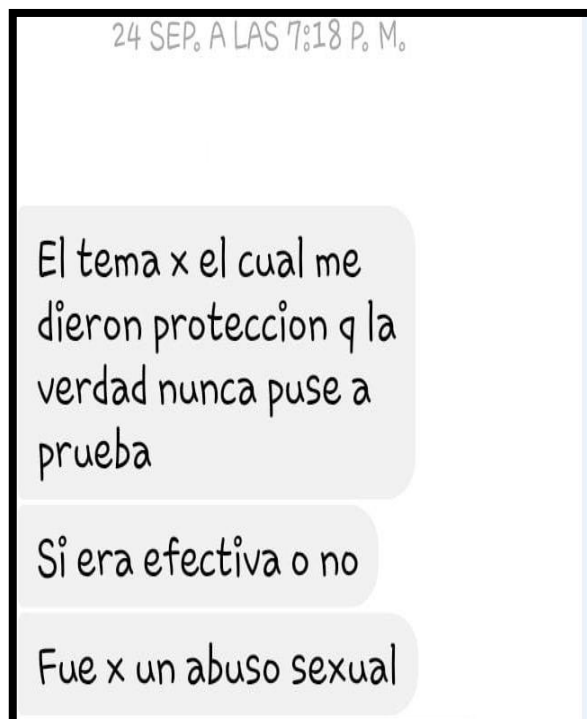 24 SEP. A LAS 7:18 P. M.
El tema x el cual me
dieron proteccion q la
verdad nunca puse a
prueba
Si era efectiva o no
Fue x un abuso sexual